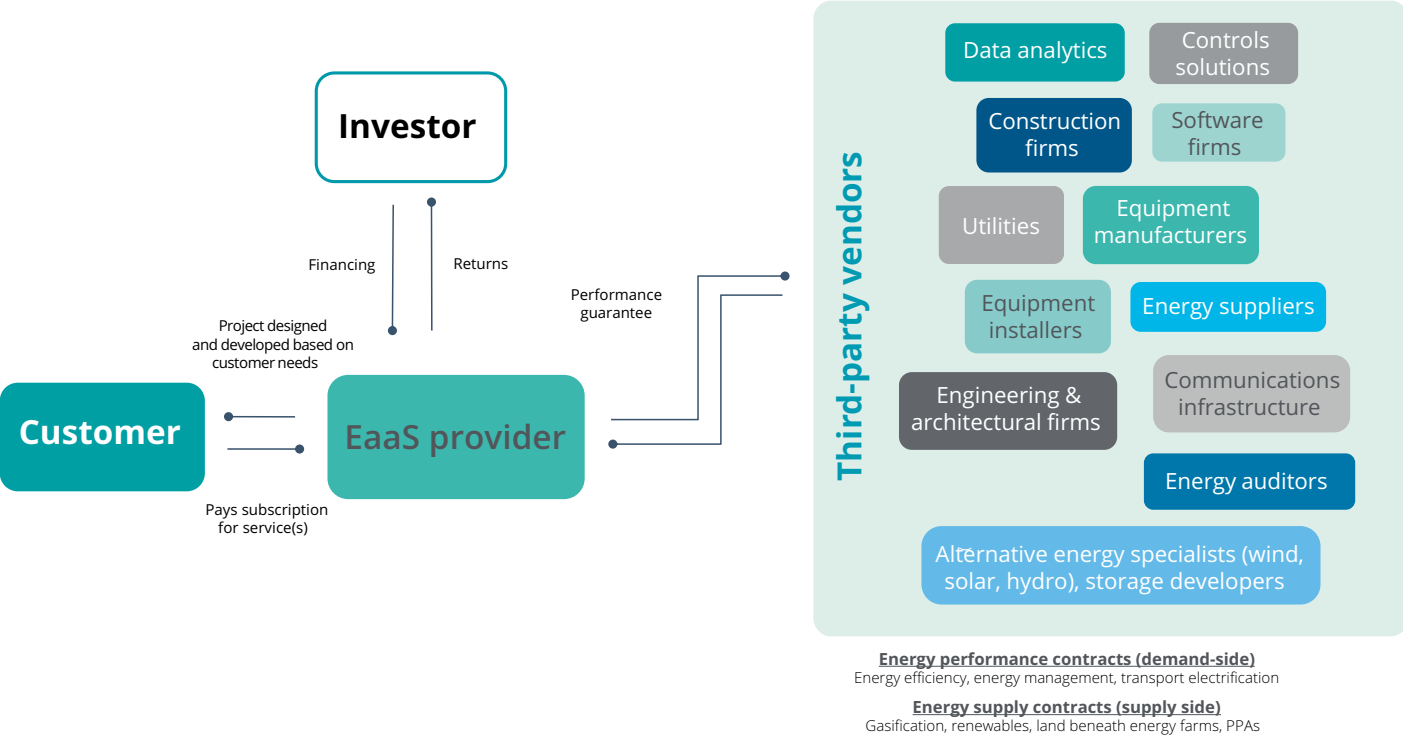 Investor
Financing
Returns
Performance
guarantee
Project designed
and developed based on
customer needs
Customer
EaaS provider
Pays subscription
for service(s)
Third-party vendors
Data analytics
Controls
solutions
Construction
firms
Software
firms
Utilities
Equipment
manufacturers
Equipment
installers
Energy suppliers
Engineering &
architectural firms
Communications
infrastructure
Energy auditors
Alternative energy specialists (wind,
solar, hydro), storage developers
Energy performance contracts (demand-side)
Energy efficiency, energy management, transport electrification
Energy supply contracts (supply side)
Gasification, renewables, land beneath energy farms, PPAs